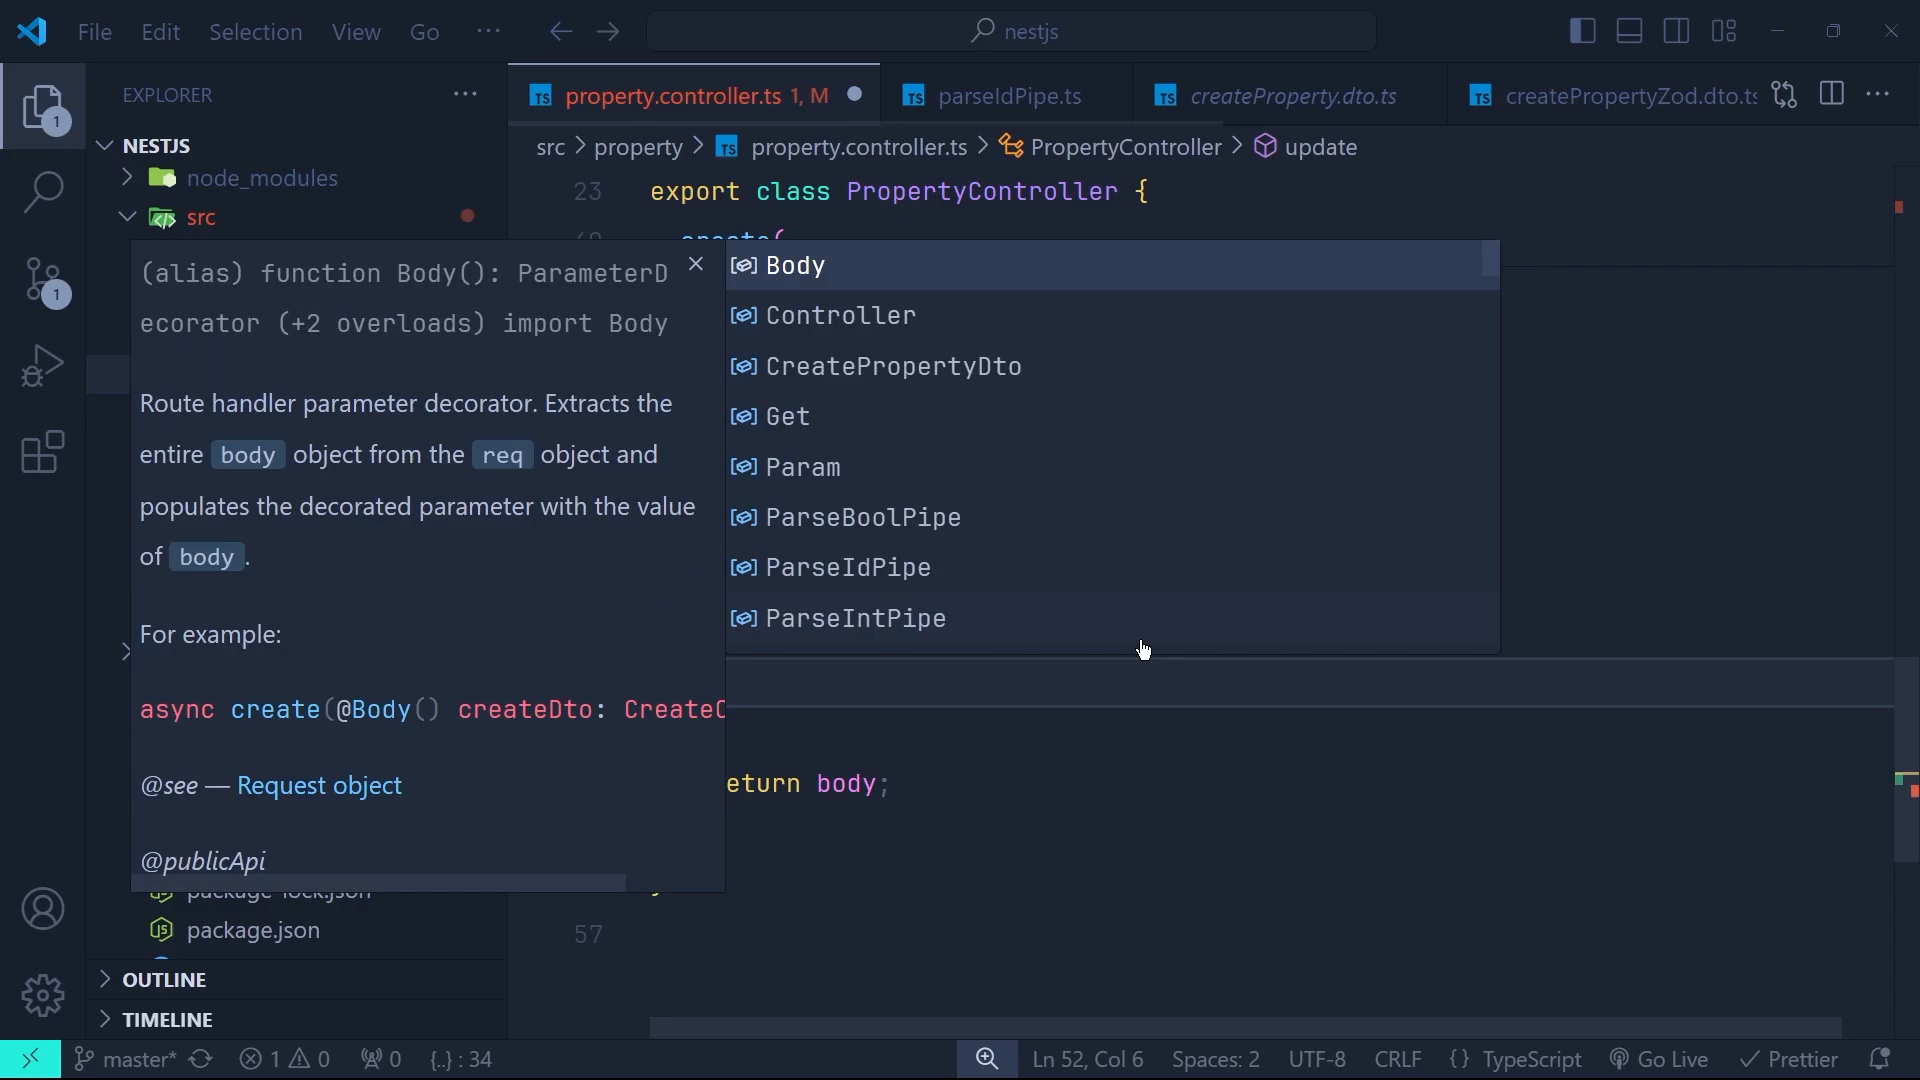 File Edit Selection View Go ··· nestjs
EXPLORER ···
property.controller.ts 1, M
parseIdPipe.ts
createProperty.dto.ts
createPropertyZod.dto.ts
NESTJS
src > property > TS property.controller.ts > PropertyController > update
node_modules
src
23 export class PropertyController {
create(
(alias) function Body(): ParameterD
ecorator (+2 overloads) import Body
Route handler parameter decorator. Extracts the
entire body object from the req object and
populates the decorated parameter with the value
of body .
For example:
async create(@Body() createDto: CreateC
@see — Request object
@publicApi
Body
Controller
CreatePropertyDto
Get
Param
ParseBoolPipe
ParseIdPipe
ParseIntPipe
eturn body;
57
package-lock.json
package.json
OUTLINE
TIMELINE
master* 1 0 0 {..} : 34 Ln 52, Col 6 Spaces: 2 UTF-8 CRLF {} TypeScript Go Live Prettier